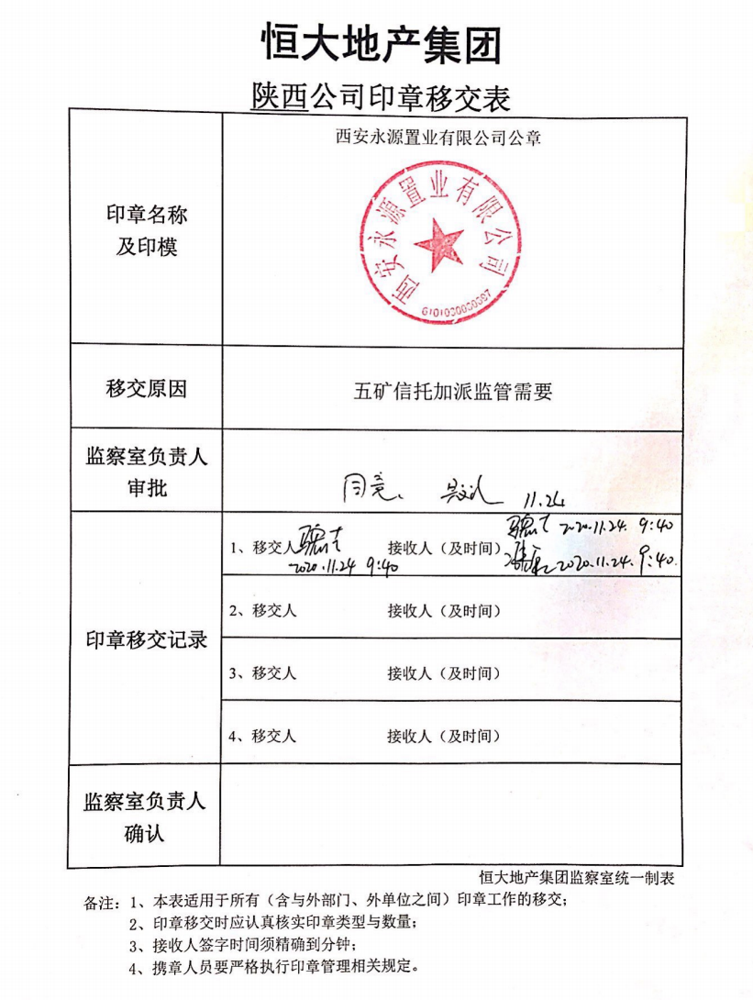 恒大地产集团
陕西公司印章移交表
印章名称
及印模
西安永源置业有限公司公章
西安永源置业有限公司
移交原因
五矿信托加派监管需要
监察室负责人
审批
同意、 11.24
印章移交记录
1、移交人 接收人（及时间） 2020.11.24. 9:40
2020.11.24 9:40 2020.11.24. 9:40.
2、移交人 接收人（及时间）
3、移交人 接收人（及时间）
4、移交人 接收人（及时间）
监察室负责人
确认
恒大地产集团监察室统一制表
备注：1、本表适用于所有（含与外部门、外单位之间）印章工作的移交；
2、印章移交时应认真核实印章类型与数量；
3、接收人签字时间须精确到分钟；
4、携章人员要严格执行印章管理相关规定。